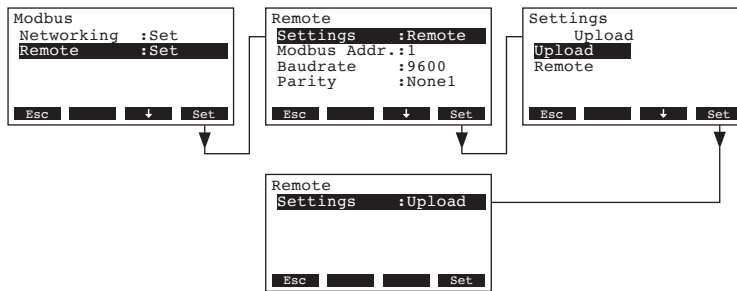 Modbus
Networking :Set
Remote :Set
Esc ↓ Set
Remote
Settings :Remote
Modbus Addr.:1
Baudrate :9600
Parity :None1
Esc ↓ Set
Settings
Upload
Upload
Remote
Esc ↓ Set
Remote
Settings :Upload
Esc Set